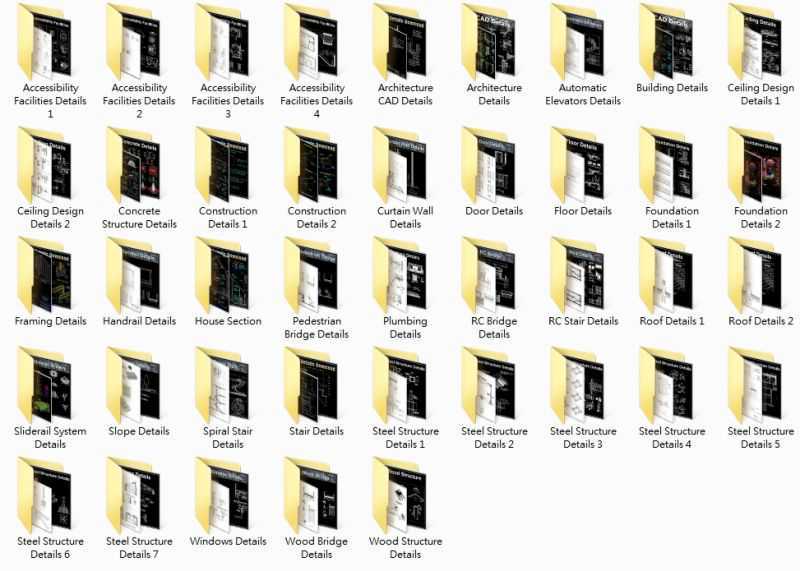 Accessibility
Facilities Details
1
Accessibility
Facilities Details
2
Accessibility
Facilities Details
3
Accessibility
Facilities Details
4
Architecture
CAD Details
Architecture
Details
Automatic
Elevators Details
Building Details
Ceiling Design
Details 1
Ceiling Design
Details 2
Concrete
Structure Details
Construction
Details 1
Construction
Details 2
Curtain Wall
Details
Door Details
Floor Details
Foundation
Details 1
Foundation
Details 2
Framing Details
Handrail Details
House Section
Pedestrian
Bridge Details
Plumbing
Details
RC Bridge
Details
RC Stair Details
Roof Details 1
Roof Details 2
Sliderail System
Details
Slope Details
Spiral Stair
Details
Stair Details
Steel Structure
Details 1
Steel Structure
Details 2
Steel Structure
Details 3
Steel Structure
Details 4
Steel Structure
Details 5
Steel Structure
Details 6
Steel Structure
Details 7
Windows Details
Wood Bridge
Details
Wood Structure
Details